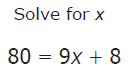 Solve for x
80 = 9x + 8